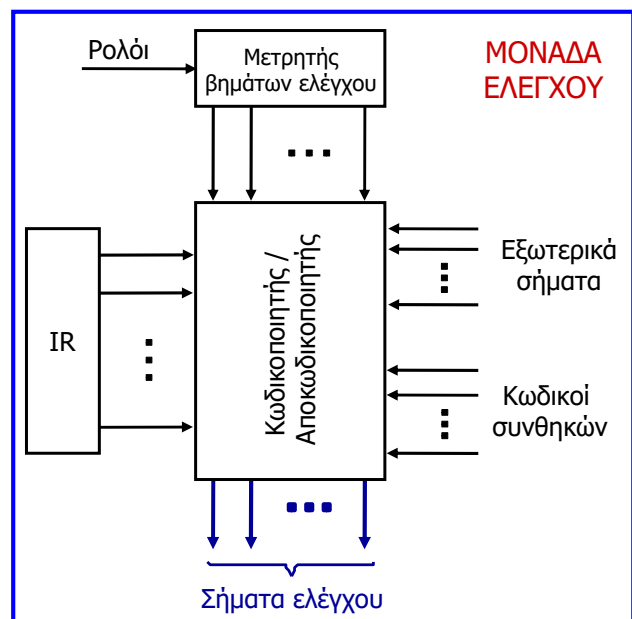 Ρολόι
Μετρητής
βημάτων ελέγχου
ΜΟΝΑΔΑ
ΕΛΕΓΧΟΥ
IR
Κωδικοποιητής /
Αποκωδικοποιητής
Εξωτερικά
σήματα
Κωδικοί
συνθηκών
Σήματα ελέγχου